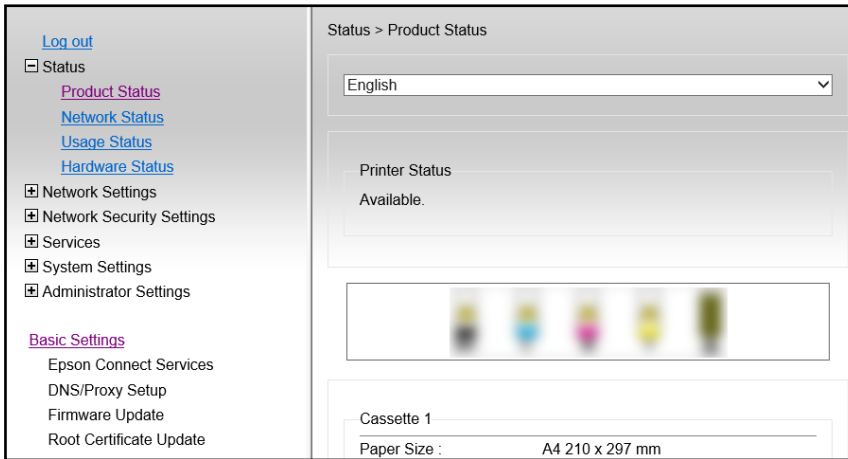 Log out
Status
Product Status
Network Status
Usage Status
Hardware Status
Network Settings
Network Security Settings
Services
System Settings
Administrator Settings
Basic Settings
Epson Connect Services
DNS/Proxy Setup
Firmware Update
Root Certificate Update
Status > Product Status
English
Printer Status
Available.
Cassette 1
Paper Size : A4 210 x 297 mm